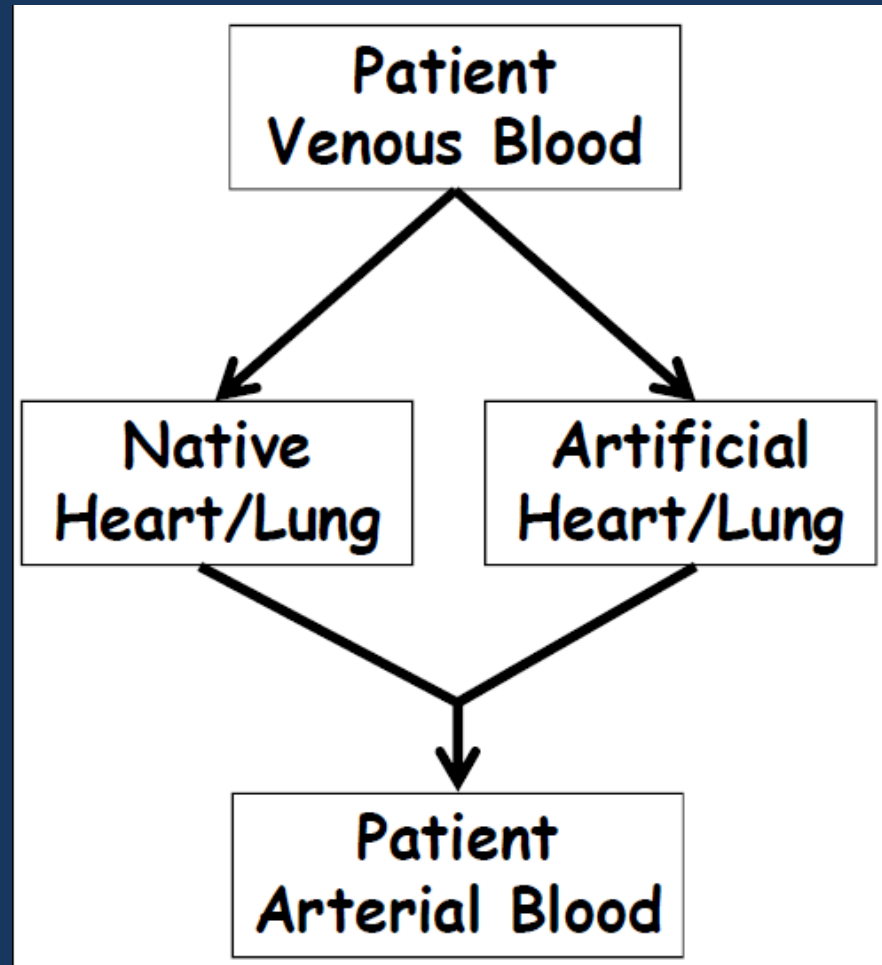 Patient
Venous Blood
Native
Heart/Lung
Artificial
Heart/Lung
Patient
Arterial Blood